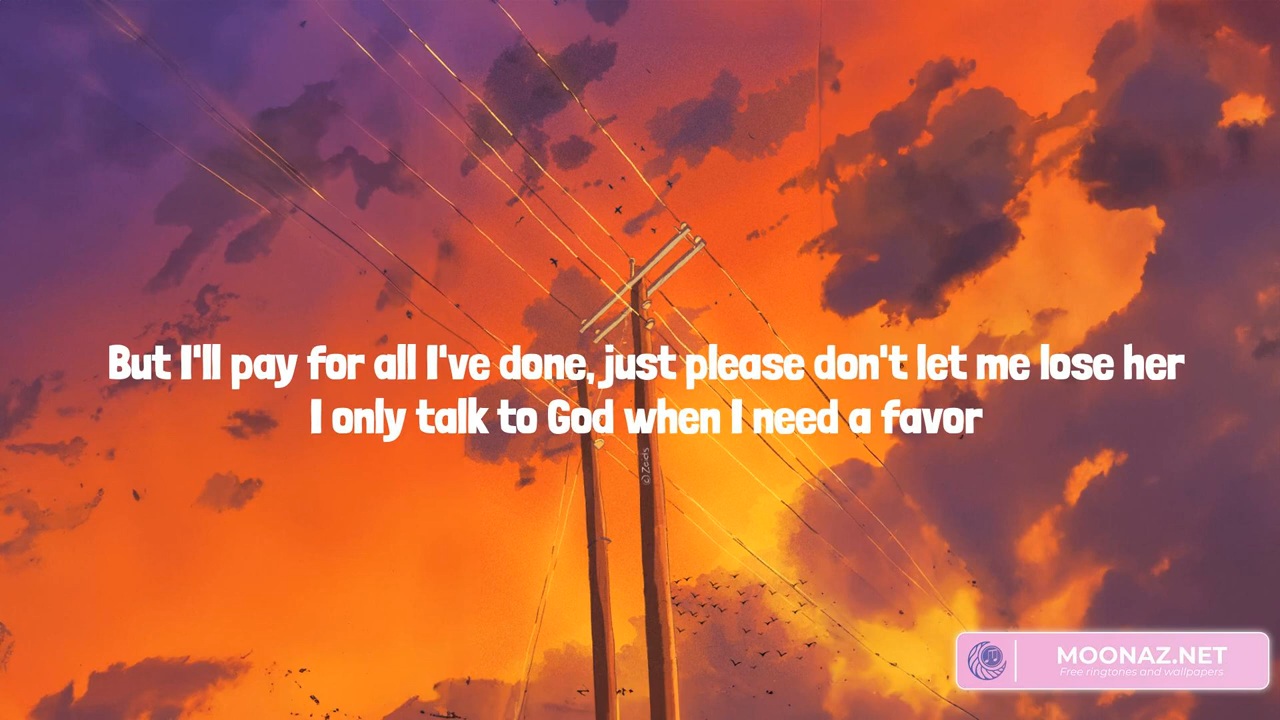 But I'll pay for all I've done, just please don't let me lose her
I only talk to God when I need a favor
©Zads
MOONAZ.NET
Free ringtones and wallpapers